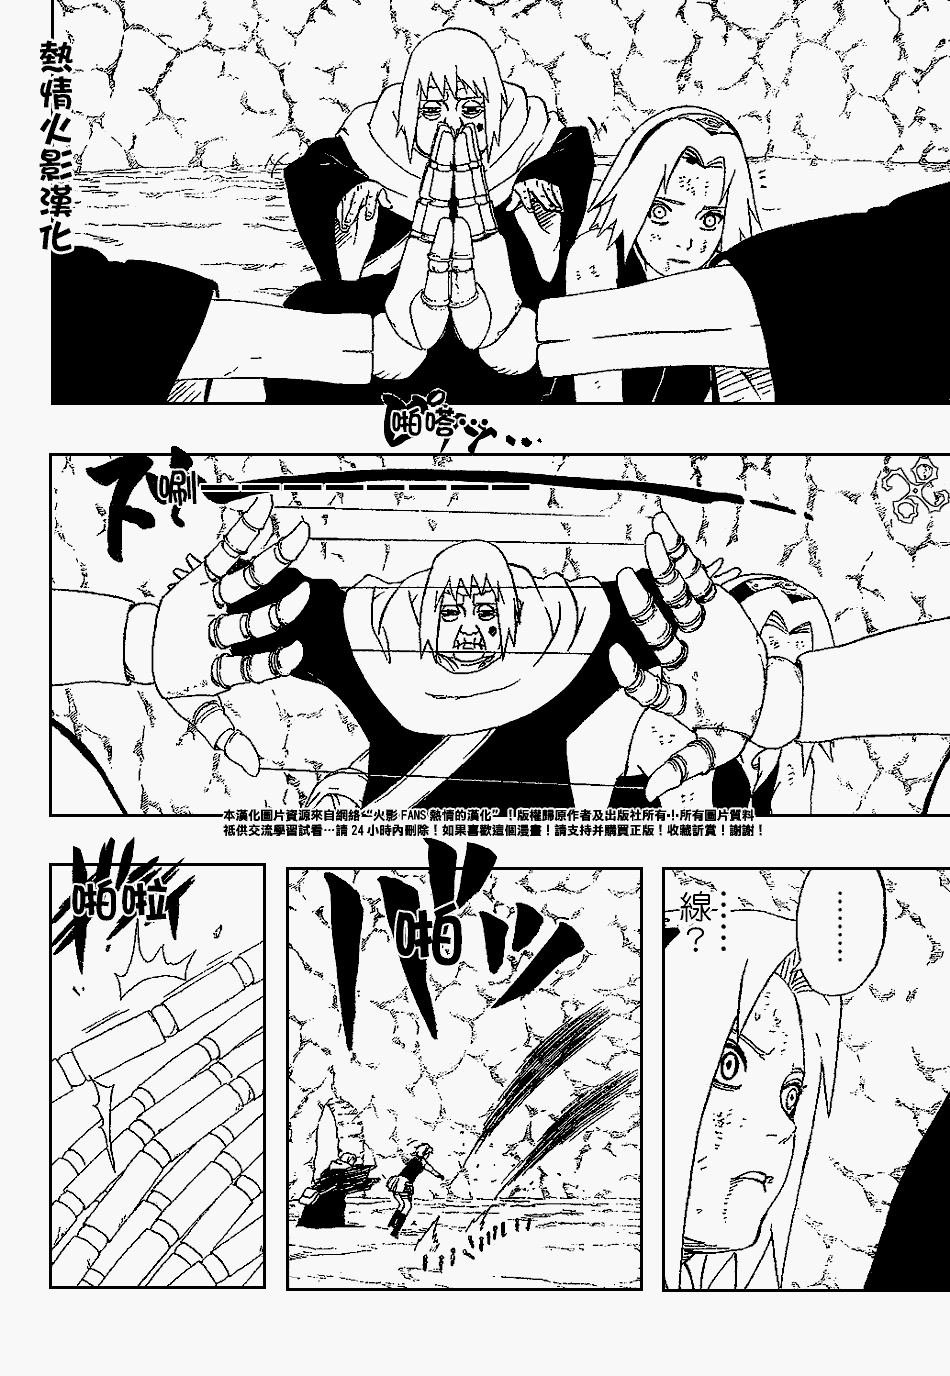 熱情火影漢化
啪嗒
唰
本漢化圖片資源來自網絡“火影FANS熱情的漢化”！版權歸原作者及出版社所有！所有圖片質料
祗供交流學習試看…請24小時內刪除！如果喜歡這個漫畫！請支持并購買正版！收藏訢賞！謝謝！
………
線？
………
啪
バッ
啪啦